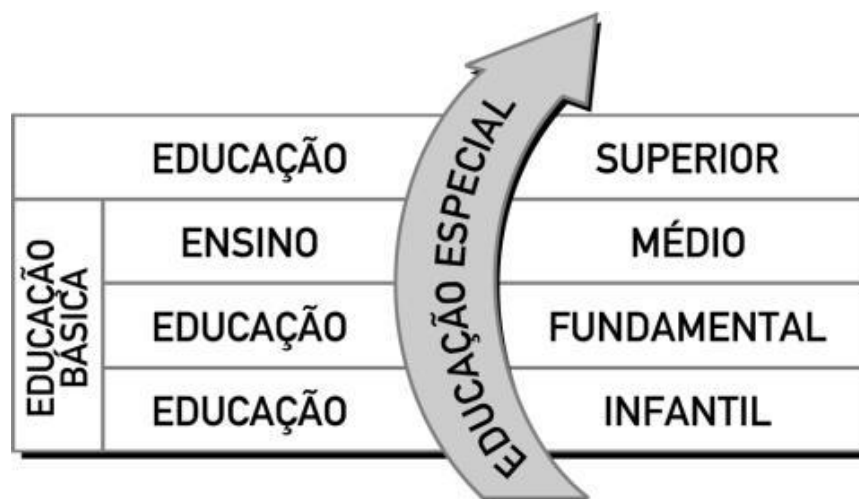 EDUCAÇÃO SUPERIOR
ENSINO MÉDIO
EDUCAÇÃO FUNDAMENTAL
EDUCAÇÃO INFANTIL
EDUCAÇÃO
BÁSICA
EDUCAÇÃO ESPECIAL